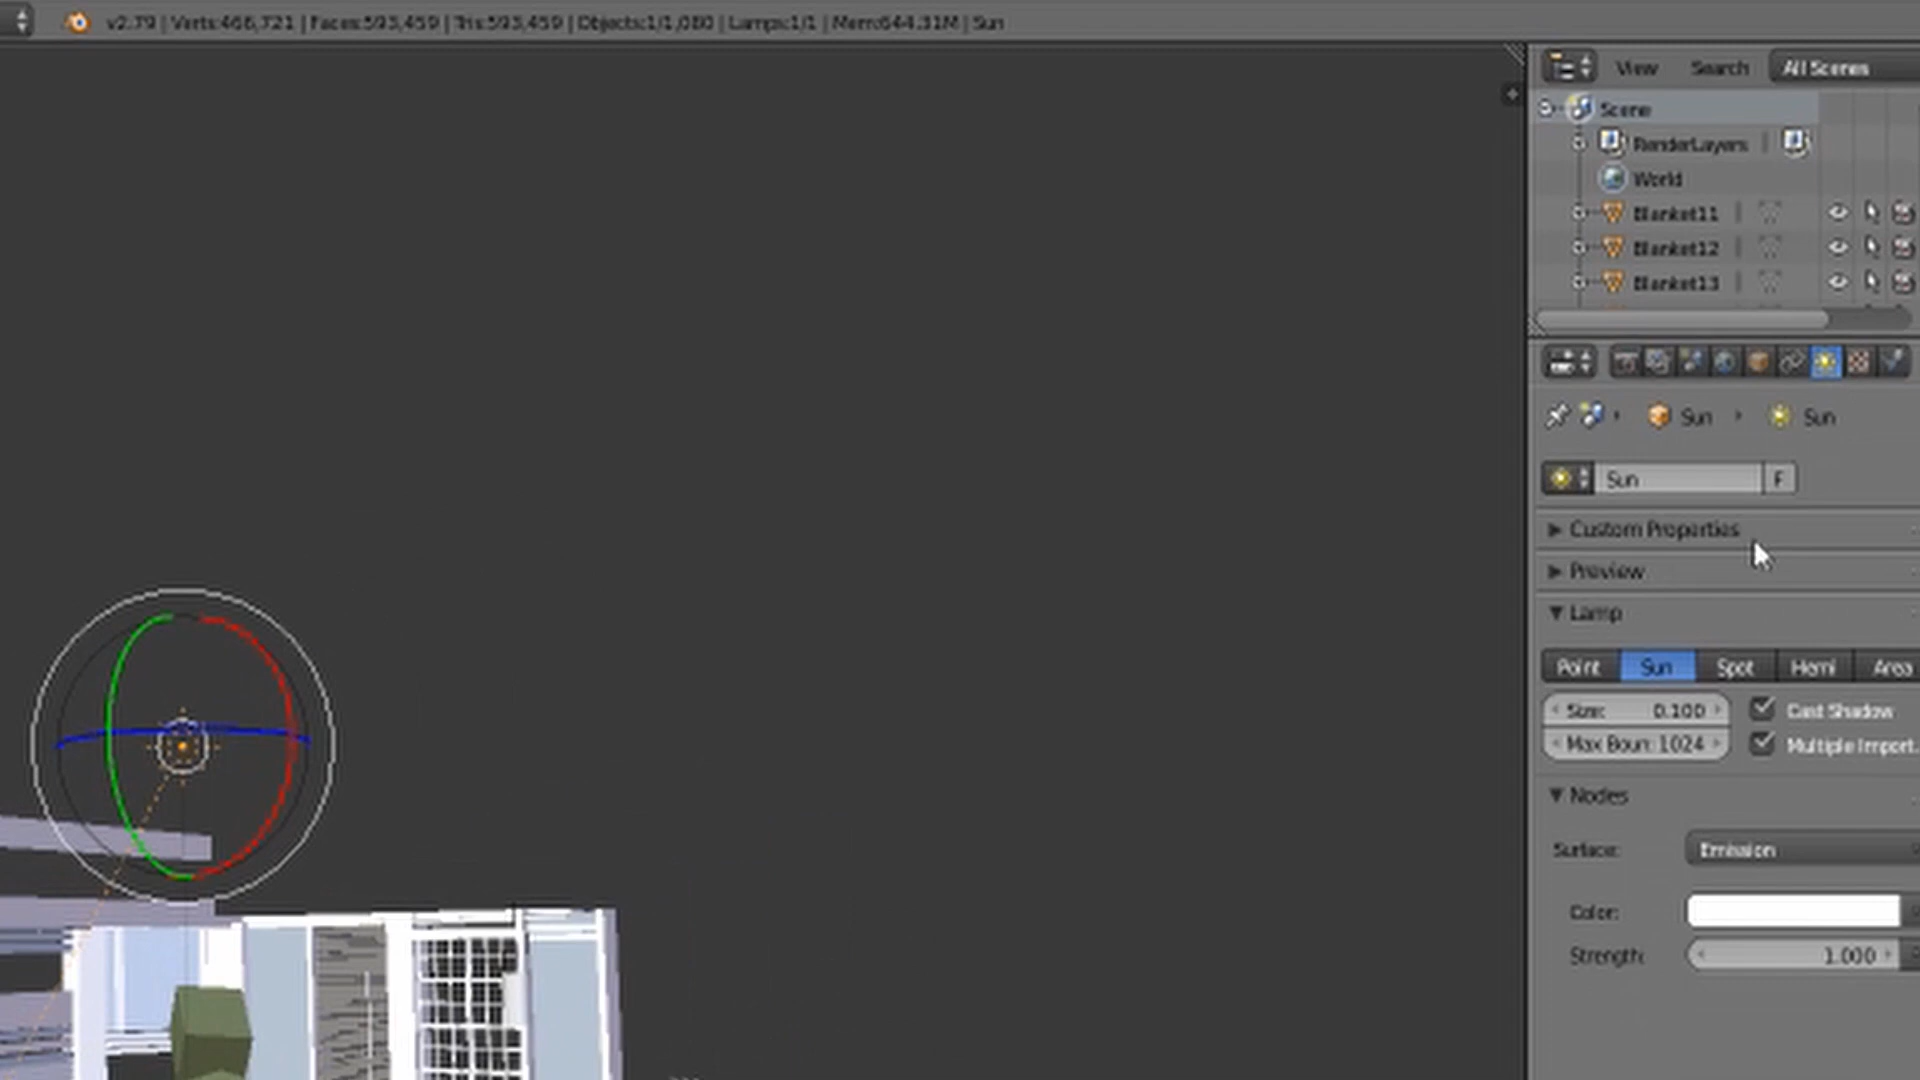 v2.79 | Verts:466,721 | Faces:593,459 | Tris:593,459 | Objects:1/1,080 | Lamps:1/1 | Mem:644.31M | Sun
View Search All Scenes
Scene
RenderLayers |
World
Blanket11 |
Blanket12 |
Blanket13 |
Sun Sun
Sun F
Custom Properties
Preview
Lamp
Point Sun Spot Hemi Area
Size: 0.100 Cast Shadow
Max Boun: 1024 Multiple Import.
Nodes
Surface: Emission
Color:
Strength: 1.000